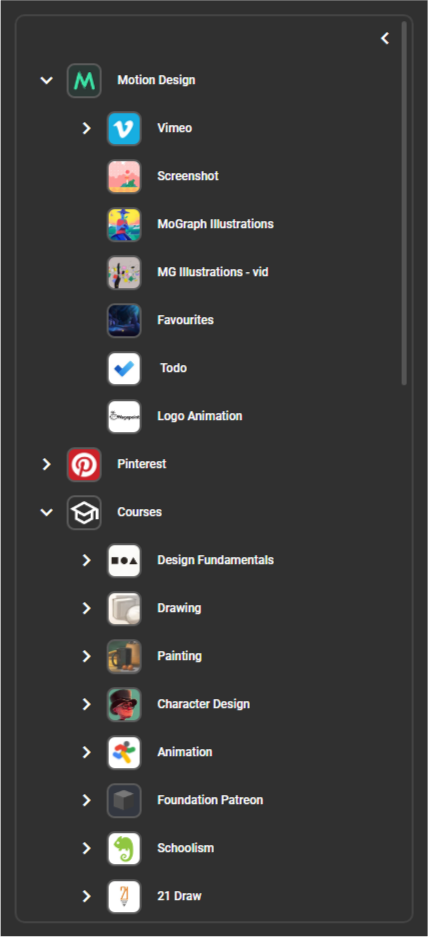 Motion Design
Vimeo
Screenshot
MoGraph Illustrations
MG Illustrations - vid
Favourites
Todo
Logo Animation
Pinterest
Courses
Design Fundamentals
Drawing
Painting
Character Design
Animation
Foundation Patreon
Schoolism
21 Draw